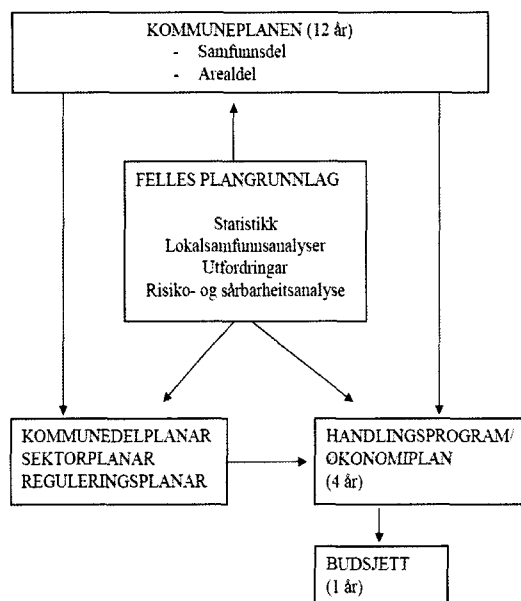 KOMMUNEPLANEN (12 år)
- Samfunnsdel
- Arealdel
FELLES PLANGRUNNLAG
Statistikk
Lokalsamfunnsanalyser
Utfordringar
Risiko- og sårbarheitsanalyse
KOMMUNEDELPLANAR
SEKTORPLANAR
REGULERINGSPLANAR
HANDLINGSPROGRAM/
ØKONOMIPLAN
(4 år)
BUDSJETT
(1 år)